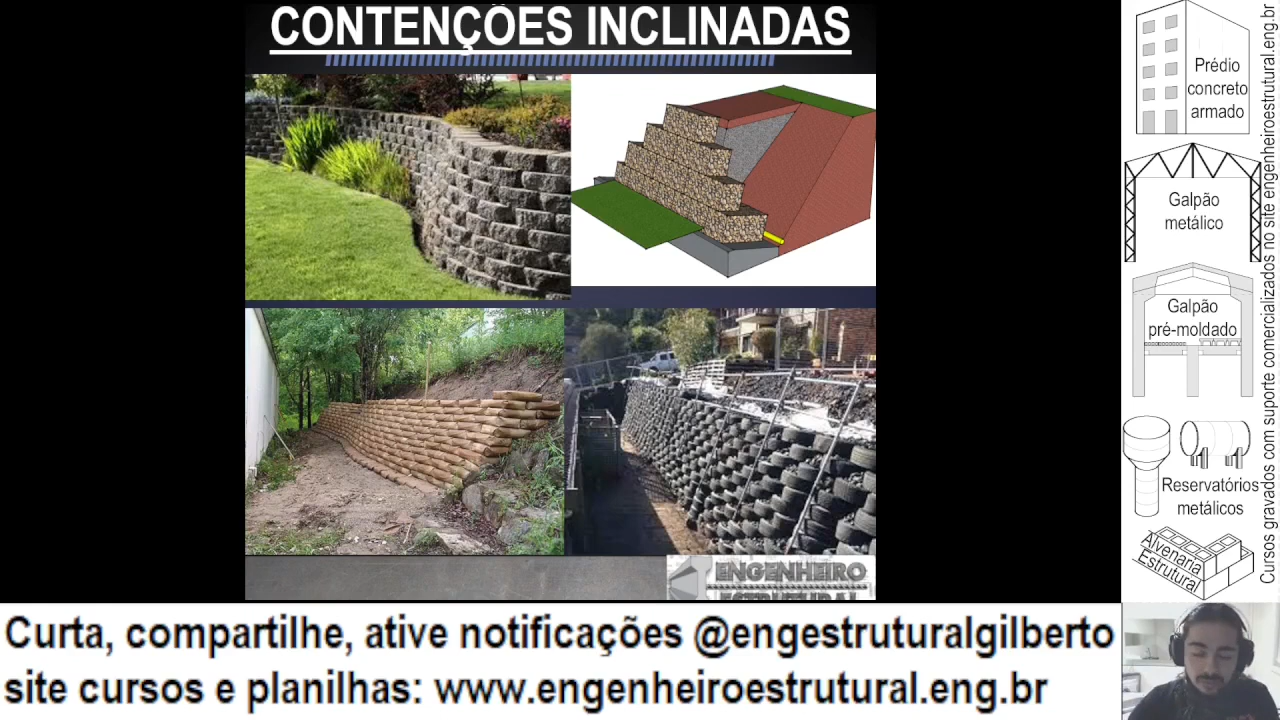 CONTENÇÕES INCLINADAS
ENGENHEIRO
ESTRUTURAL
Prédio
concreto
armado
Galpão
metálico
Galpão
pré-moldado
Reservatórios
metálicos
Alvenaria
Estrutural
Cursos gravados com suporte comercializados no site engenheiroestrutural.eng.br
Curta, compartilhe, ative notificações @engestruturalgilberto
site cursos e planilhas: www.engenheiroestrutural.eng.br